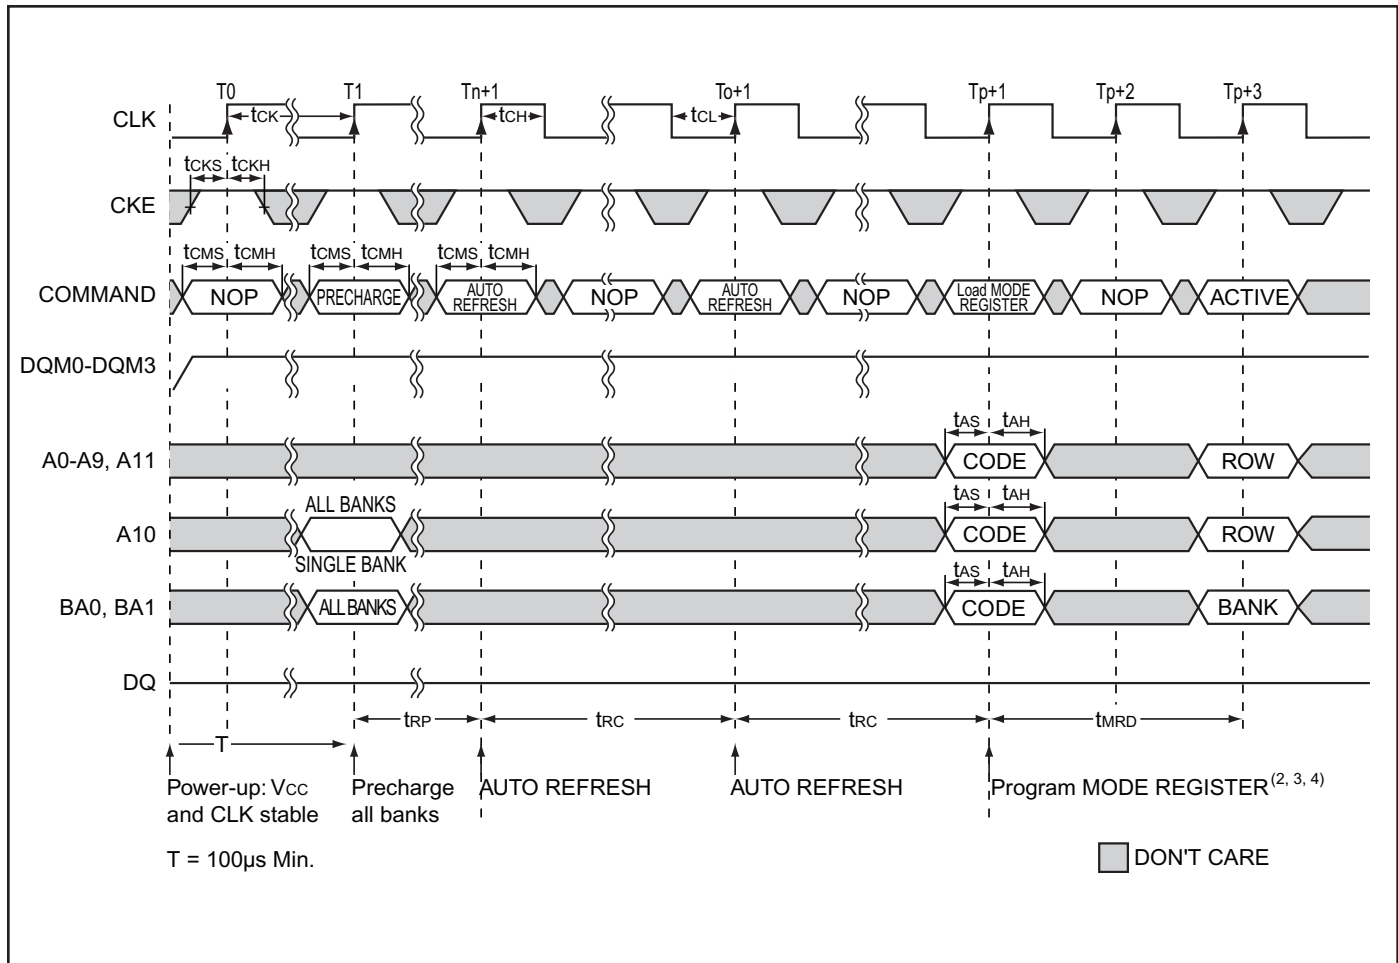 T0 T1 Tn+1 To+1 Tp+1 Tp+2 Tp+3
CLK tCK tCH tCL
tCKS tCKH
CKE
tCMS tCMH tCMS tCMH tCMS tCMH
COMMAND NOP PRECHARGE AUTO REFRESH NOP AUTO REFRESH NOP Load MODE REGISTER NOP ACTIVE
DQM0-DQM3
tAS tAH
A0-A9, A11 CODE ROW
ALL BANKS tAS tAH
A10 CODE ROW
SINGLE BANK tAS tAH
BA0, BA1 ALL BANKS CODE BANK
DQ
tRP tRC tRC tMRD
T
Power-up: VCC Precharge AUTO REFRESH AUTO REFRESH Program MODE REGISTER(2, 3, 4)
and CLK stable all banks
T = 100µs Min. DON'T CARE